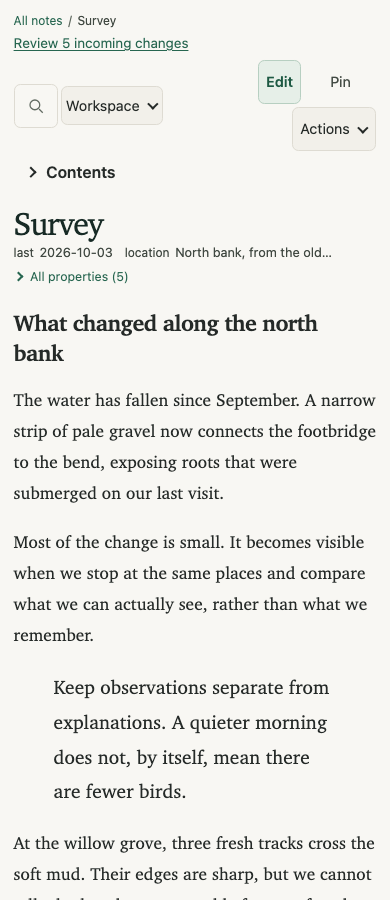 All notes / Survey
Review 5 incoming changes
Edit
Pin
Workspace
Actions
Contents
Survey
last 2026-10-03 location North bank, from the old...
All properties (5)
What changed along the north
bank
The water has fallen since September. A narrow
strip of pale gravel now connects the footbridge
to the bend, exposing roots that were
submerged on our last visit.
Most of the change is small. It becomes visible
when we stop at the same places and compare
what we can actually see, rather than what we
remember.
Keep observations separate from
explanations. A quieter morning
does not, by itself, mean there
are fewer birds.
At the willow grove, three fresh tracks cross the
soft mud. Their edges are sharp, but we cannot